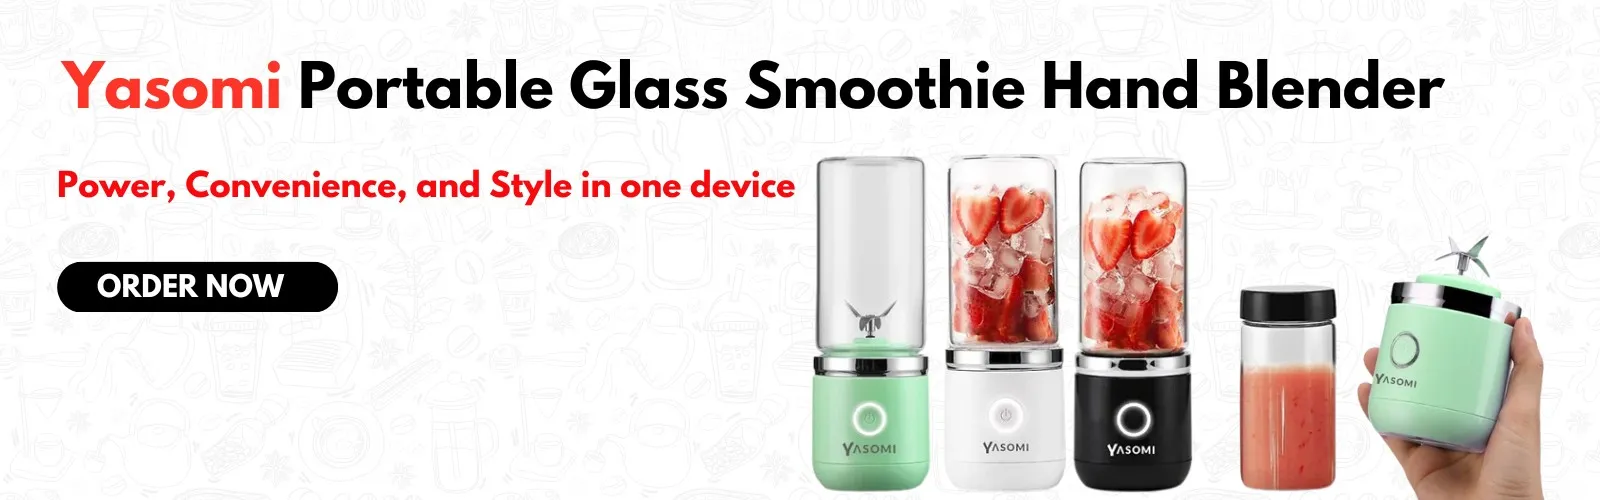 Yasomi Portable Glass Smoothie Hand Blender
Power, Convenience, and Style in one device
ORDER NOW
YASOMI
YASOMI
YASOMI
YASOMI